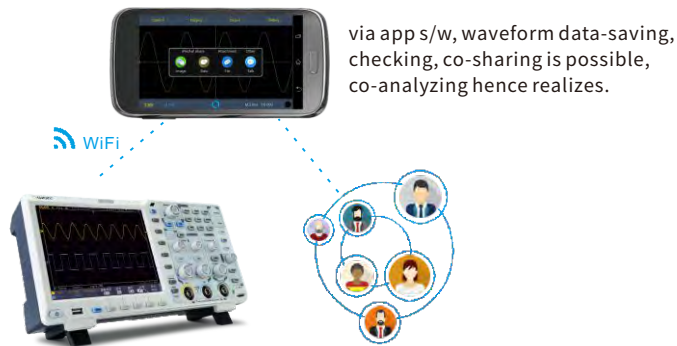 via app s/w, waveform data-saving,
checking, co-sharing is possible,
co-analyzing hence realizes.
WiFi